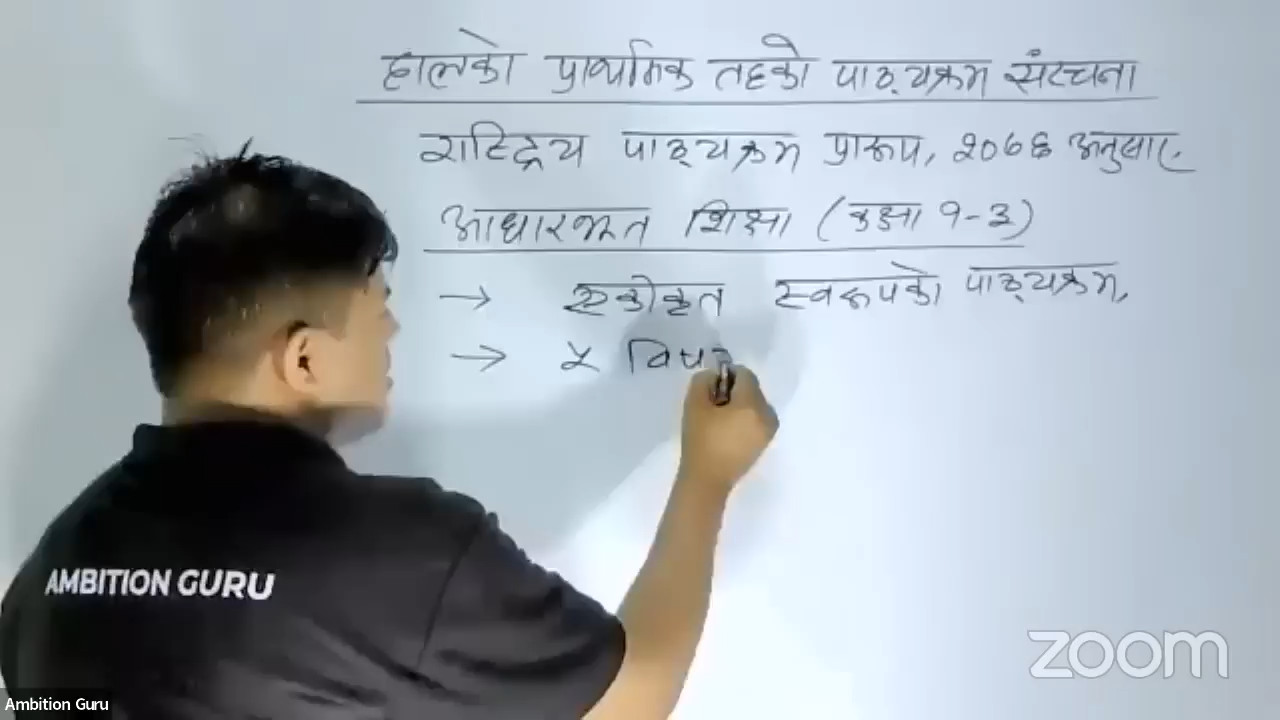 हालको प्राथमिक तहको पाठ्यक्रम संरचना
राष्ट्रिय पाठ्यक्रम प्रारूप, २०७६ अनुसार
आधारभूत शिक्षा (कक्षा १-३)
→ एकीकृत स्वरूपको पाठ्यक्रम,
→ ५ विषय
AMBITION GURU
zoom
Ambition Guru